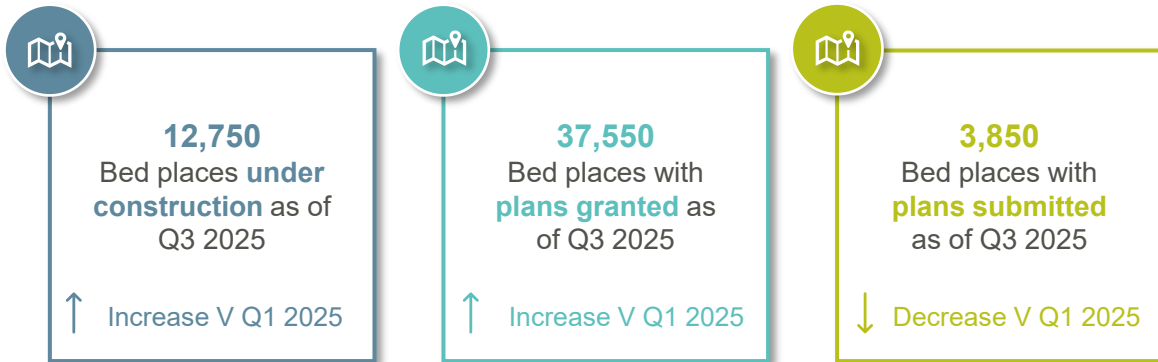 12,750
Bed places under
construction as of
Q3 2025
Increase V Q1 2025
37,550
Bed places with
plans granted as
of Q3 2025
Increase V Q1 2025
3,850
Bed places with
plans submitted
as of Q3 2025
Decrease V Q1 2025